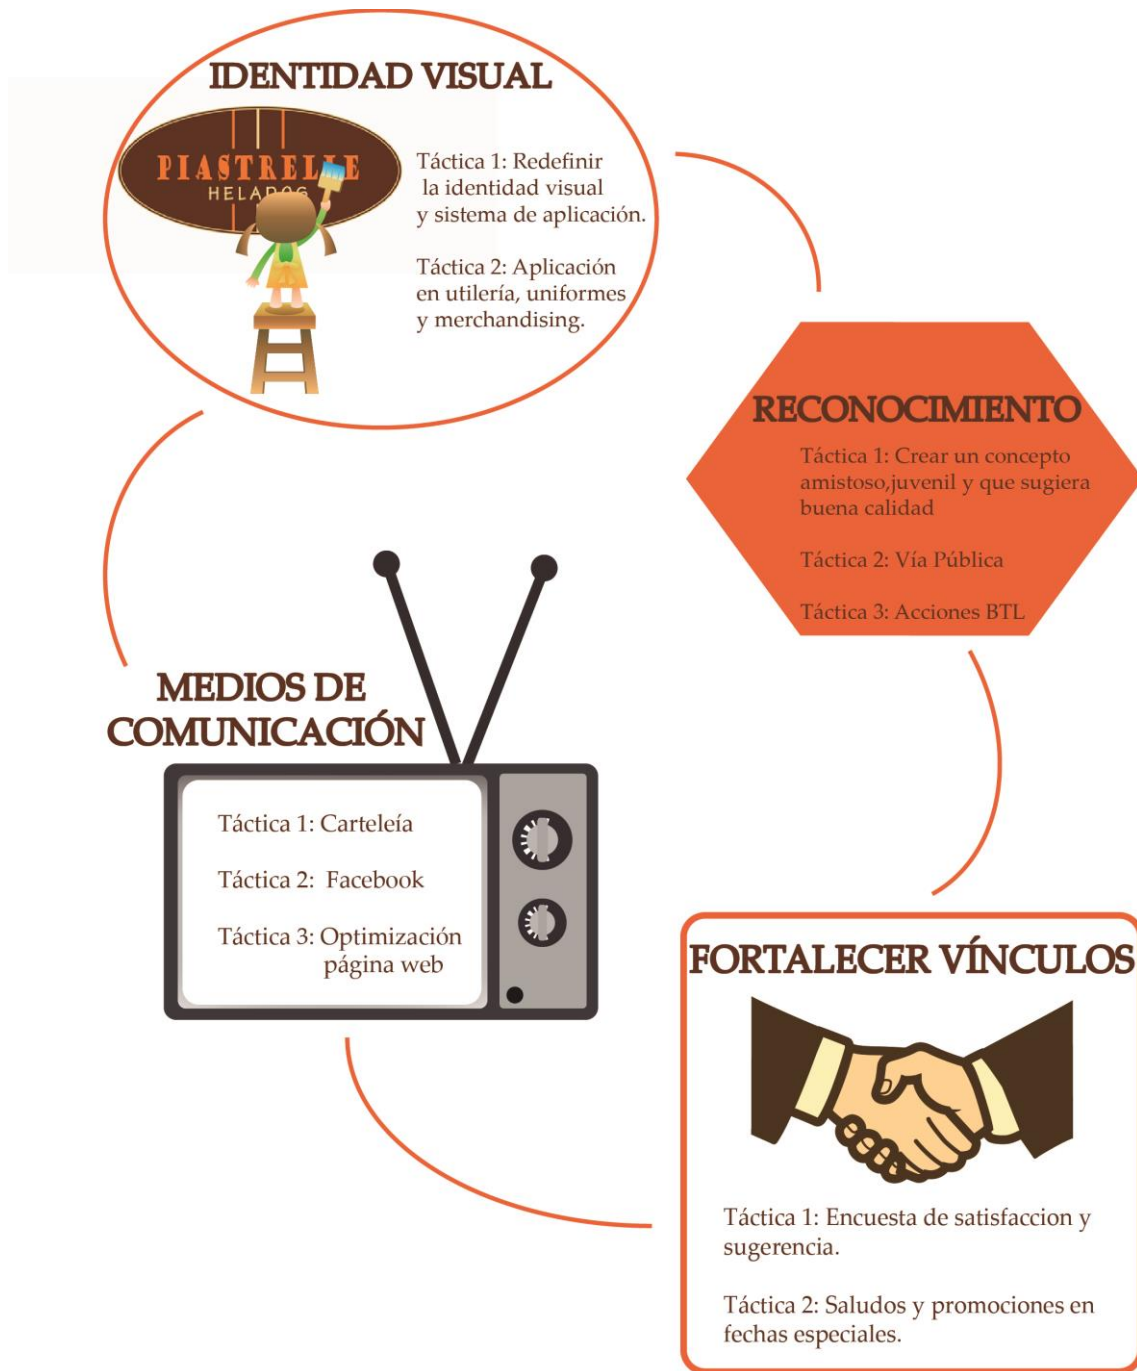 IDENTIDAD VISUAL
PIASTRELLE
HELADOS
Táctica 1: Redefinir
la identidad visual
y sistema de aplicación.
Táctica 2: Aplicación
en utilería, uniformes
y merchandising.
RECONOCIMIENTO
Táctica 1: Crear un concepto
amistoso,juvenil y que sugiera
buena calidad
Táctica 2: Vía Pública
Táctica 3: Acciones BTL
MEDIOS DE
COMUNICACIÓN
Táctica 1: Carteleía
Táctica 2: Facebook
Táctica 3: Optimización
página web
FORTALECER VÍNCULOS
Táctica 1: Encuesta de satisfaccion y
sugerencia.
Táctica 2: Saludos y promociones en
fechas especiales.